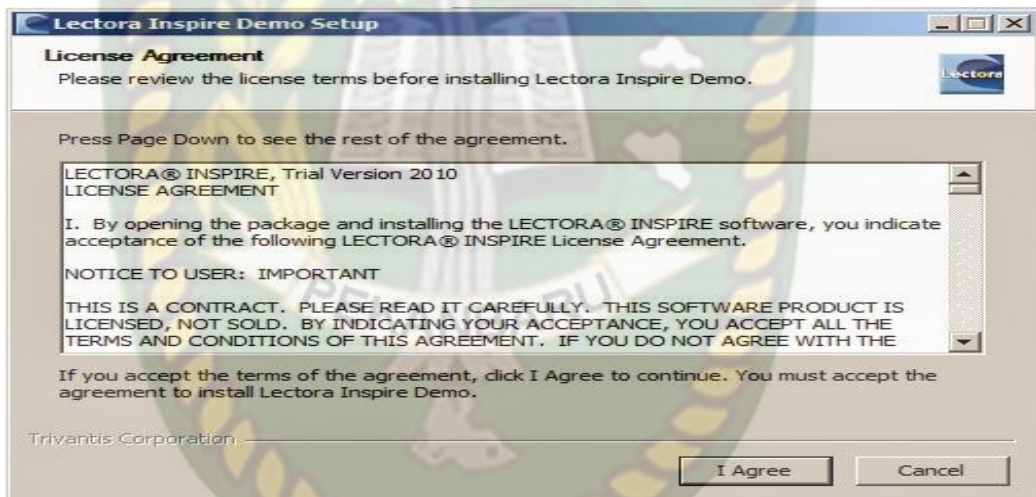 Lectora Inspire Demo Setup
License Agreement
Please review the license terms before installing Lectora Inspire Demo.
Lectora
Press Page Down to see the rest of the agreement.
LECTORA® INSPIRE, Trial Version 2010
LICENSE AGREEMENT
I. By opening the package and installing the LECTORA® INSPIRE software, you indicate
acceptance of the following LECTORA® INSPIRE License Agreement.
NOTICE TO USER: IMPORTANT
THIS IS A CONTRACT. PLEASE READ IT CAREFULLY. THIS SOFTWARE PRODUCT IS
LICENSED, NOT SOLD. BY INDICATING YOUR ACCEPTANCE, YOU ACCEPT ALL THE
TERMS AND CONDITIONS OF THIS AGREEMENT. IF YOU DO NOT AGREE WITH THE
If you accept the terms of the agreement, click I Agree to continue. You must accept the
agreement to install Lectora Inspire Demo.
Trivantis Corporation
I Agree Cancel